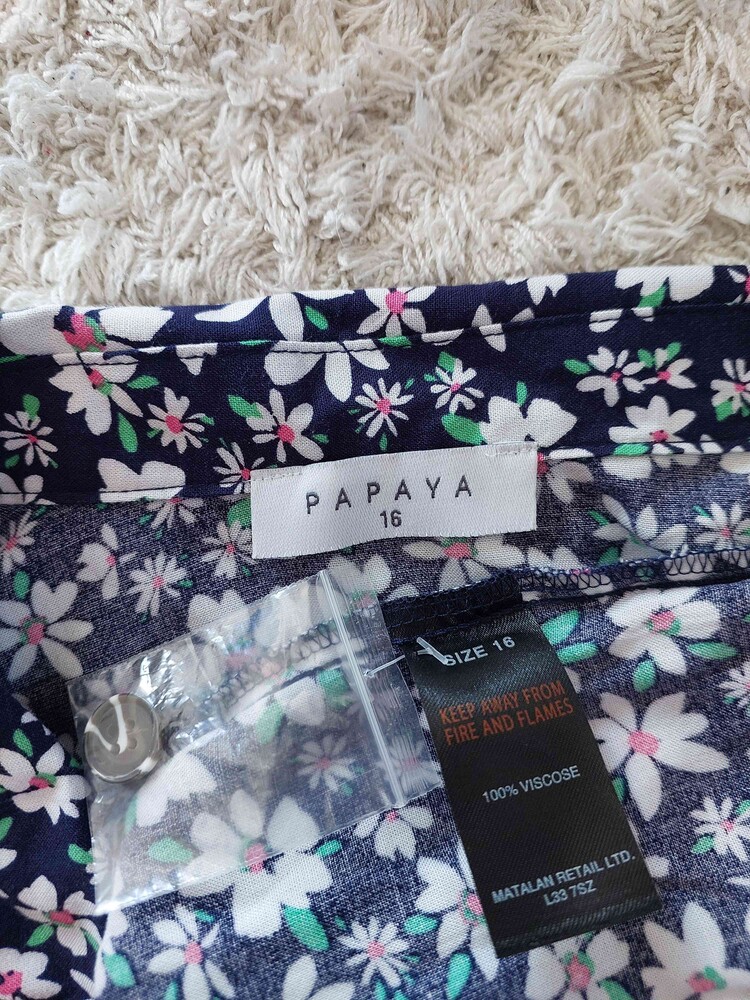 PAPAYA
16
SIZE 16
KEEP AWAY FROM
FIRE AND FLAMES
100% VISCOSE
MATALAN RETAIL LTD.
L33 7SZ